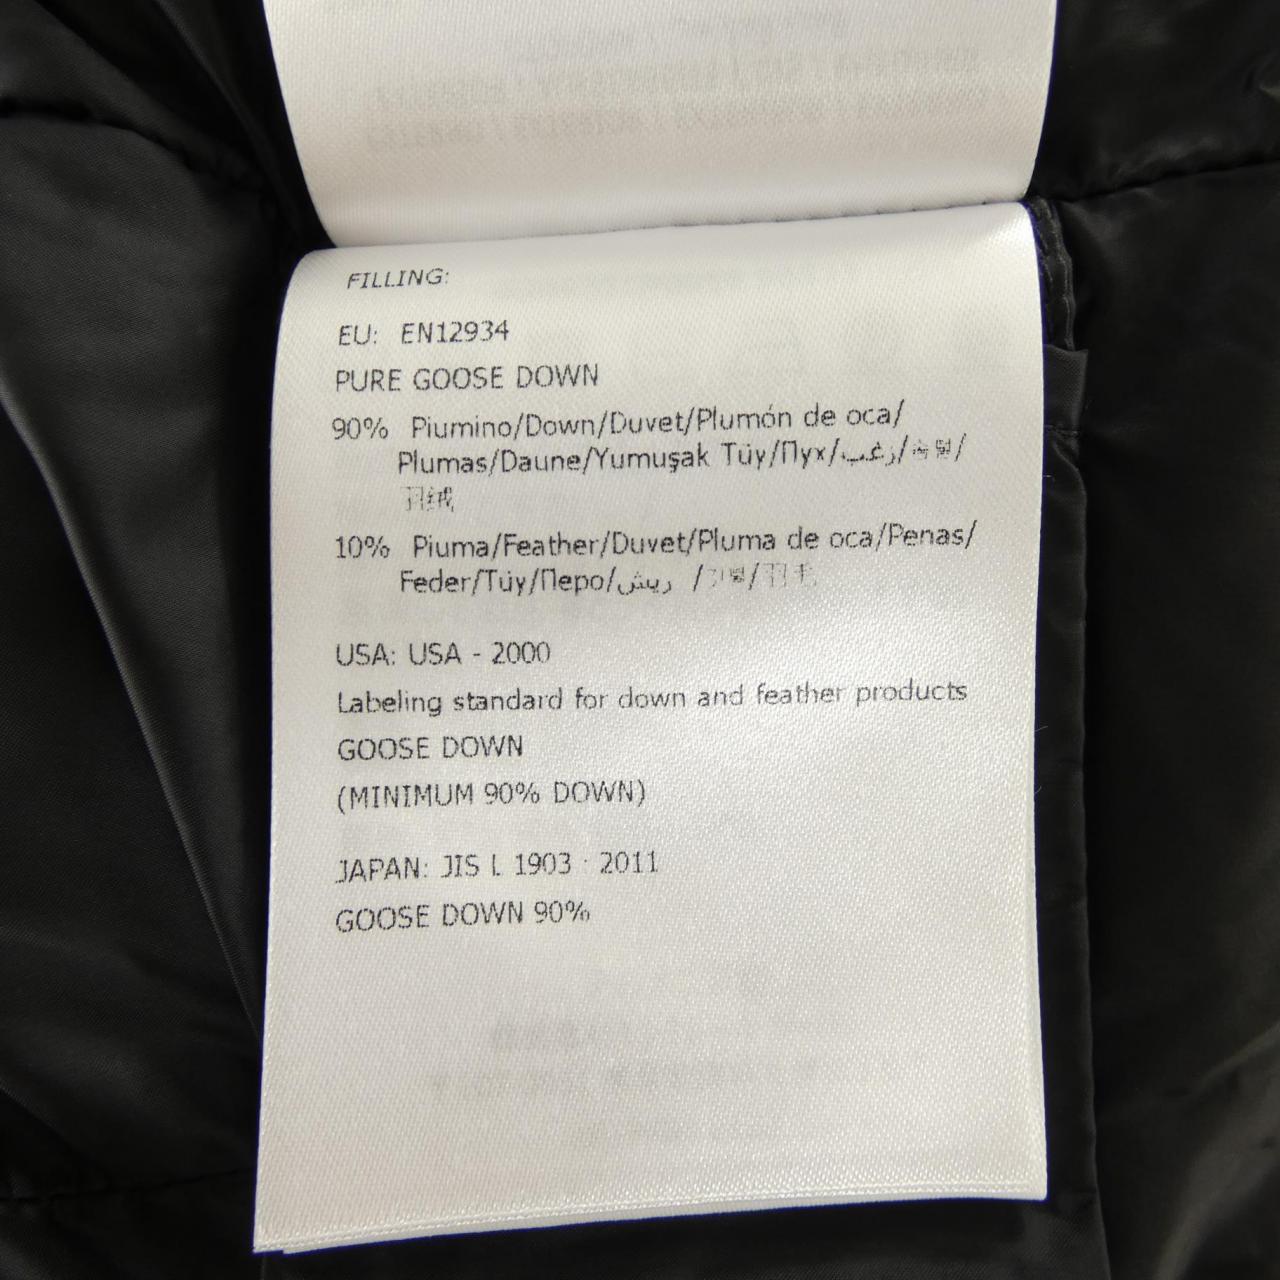 FILLING:
EU: EN12934
PURE GOOSE DOWN
90% Piumino/Down/Duvet/Plumón de oca/
Plumas/Daune/Yumuşak Tüy/Пух/زغب/솜털/
羽绒
10% Piuma/Feather/Duvet/Pluma de oca/Penas/
Feder/Tüy/Перо/ريش /깃털/羽毛
USA: USA - 2000
Labeling standard for down and feather products
GOOSE DOWN
(MINIMUM 90% DOWN)
JAPAN: JIS L 1903 - 2011
GOOSE DOWN 90%